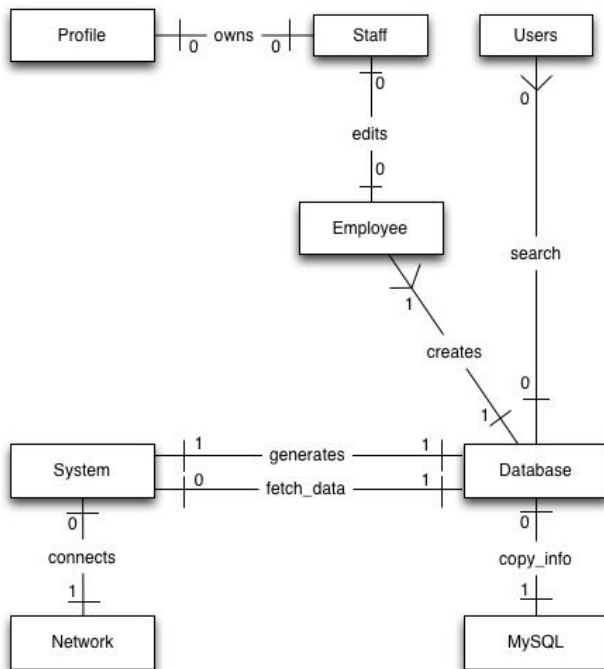 Profile
0
owns
0
Staff
Users
0
0
edits
0
Employee
search
1
creates
0
1
System
1
generates
1
Database
0
fetch_data
1
0
connects
1
Network
0
copy_info
1
MySQL